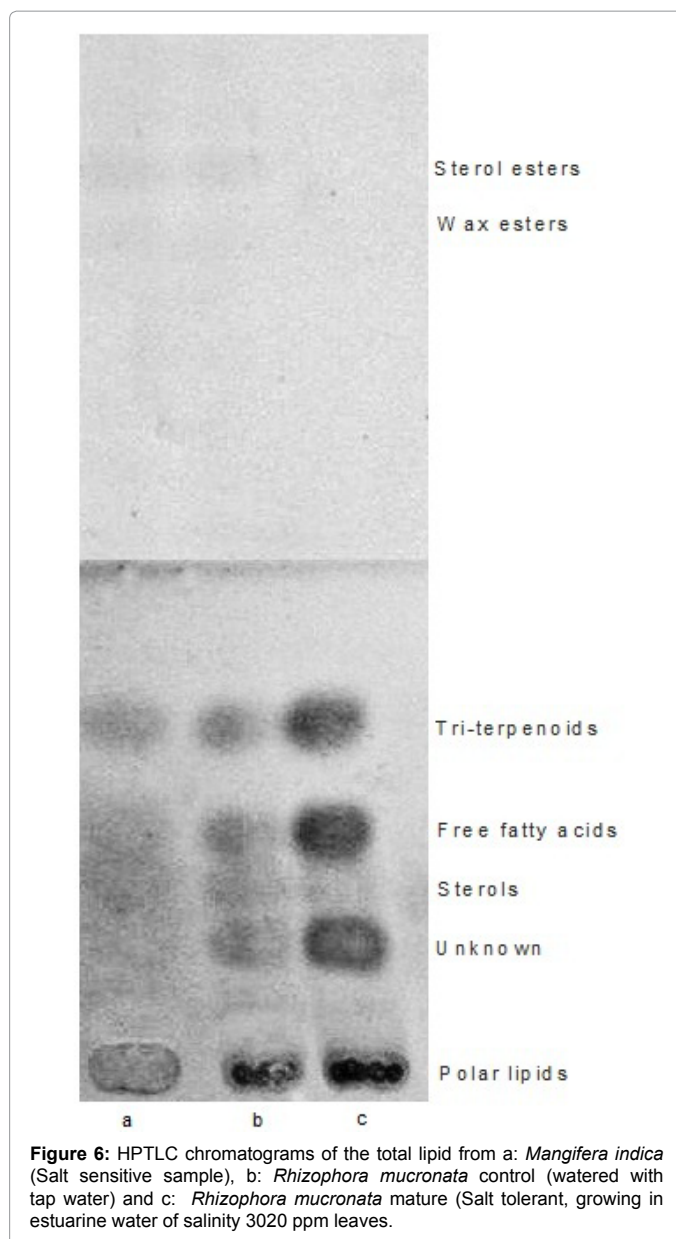 Sterol esters
Wax esters
Tri-terpenoids
Free fatty acids
Sterols
Unknown
Polar lipids
a b c
Figure 6: HPTLC chromatograms of the total lipid from a: Mangifera indica
(Salt sensitive sample), b: Rhizophora mucronata control (watered with
tap water) and c: Rhizophora mucronata mature (Salt tolerant, growing in
estuarine water of salinity 3020 ppm leaves.